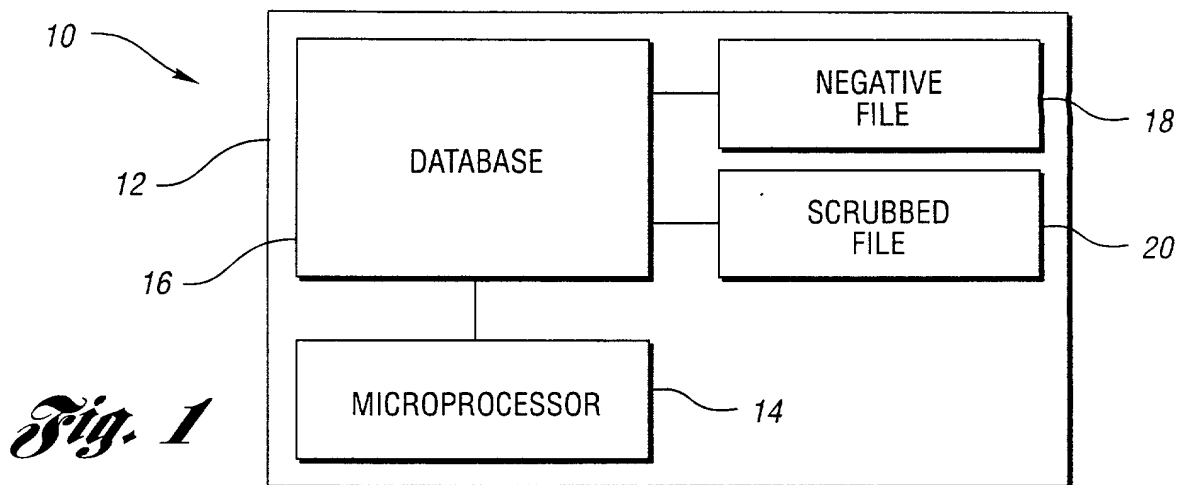 10
12
16
DATABASE
NEGATIVE
FILE
18
SCRUBBED
FILE
20
MICROPROCESSOR
14
Fig. 1